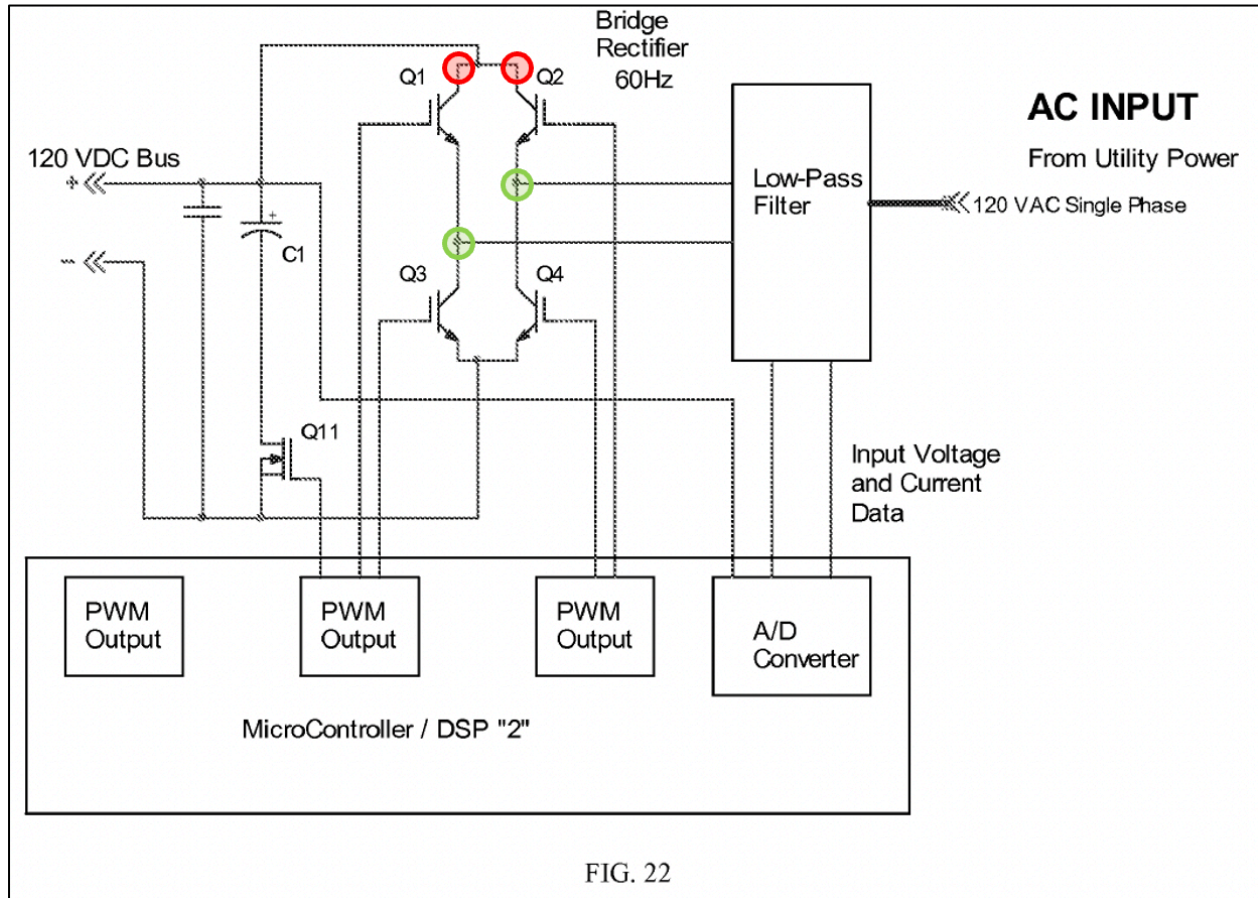 Bridge
Rectifier
60Hz
Q1
Q2
AC INPUT
From Utility Power
120 VDC Bus
+
Low-Pass
Filter
120 VAC Single Phase
+
C1
-
Q3
Q4
Q11
Input Voltage
and Current
Data
PWM
Output
PWM
Output
PWM
Output
A/D
Converter
MicroController / DSP "2"
FIG. 22